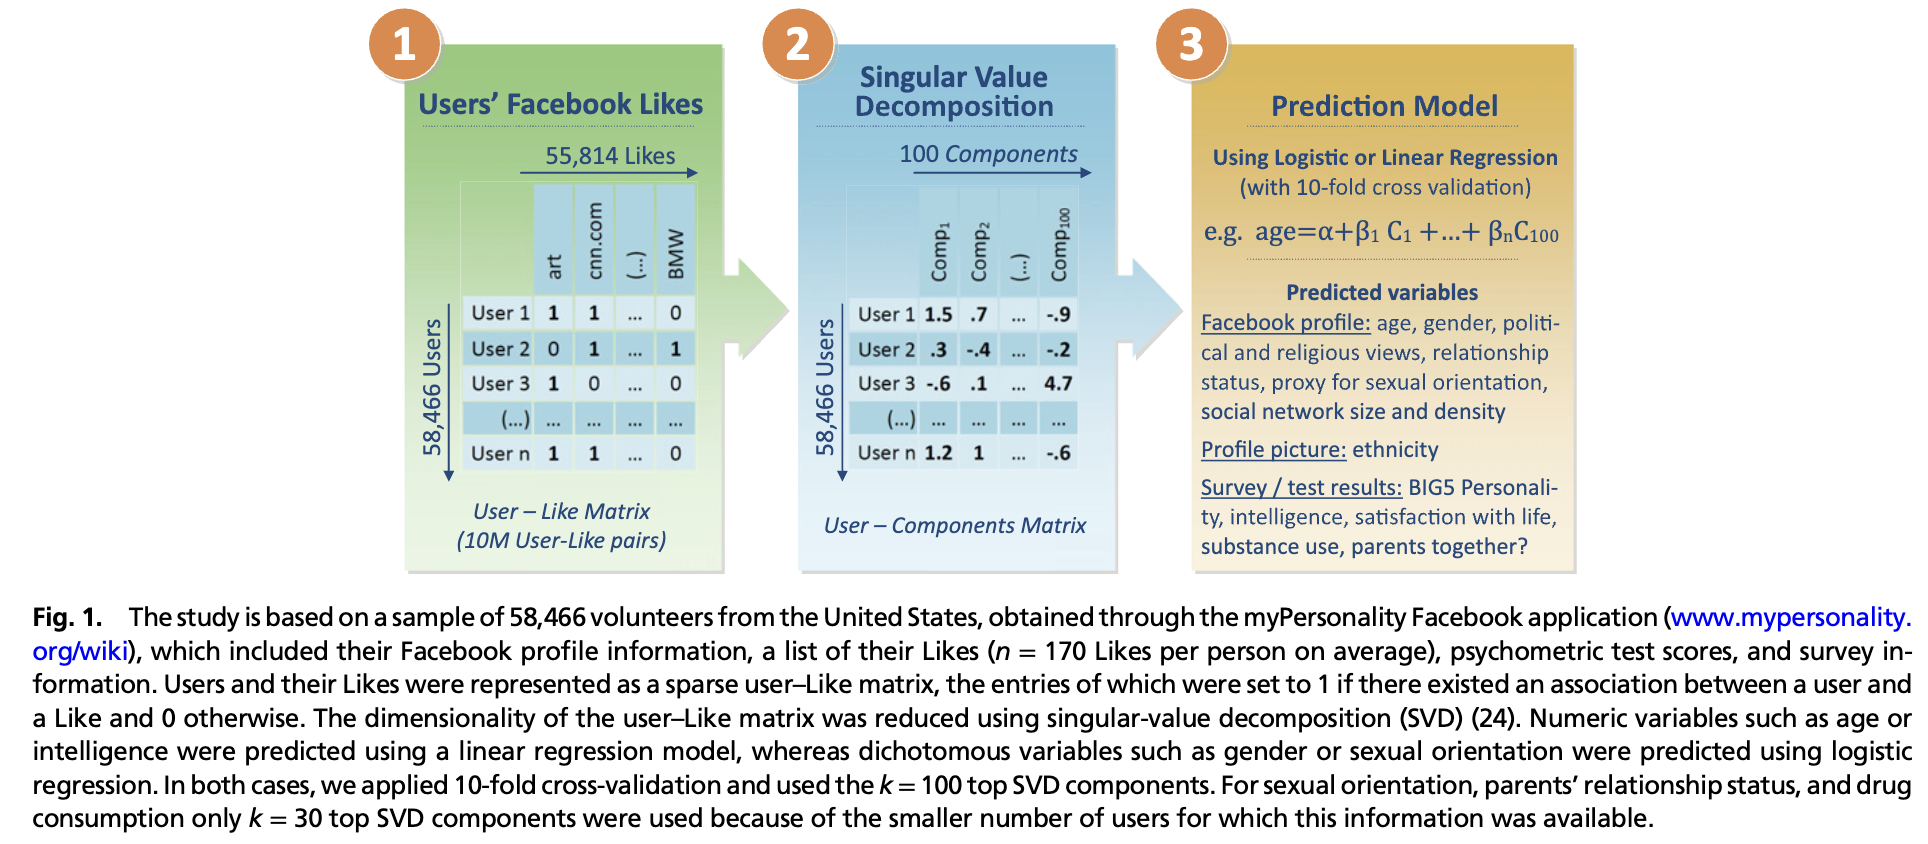 1
Users’ Facebook Likes
55,814 Likes
58,466 Users
art cnn.com (...) BMW
User 1 1 1 ... 0
User 2 0 1 ... 1
User 3 1 0 ... 0
(...) ... ... ... ...
User n 1 1 ... 0
User – Like Matrix
(10M User-Like pairs)
2
Singular Value
Decomposition
100 Components
58,466 Users
Comp1 Comp2 (...) Comp100
User 1 1.5 .7 ... -.9
User 2 .3 -.4 ... -.2
User 3 -.6 .1 ... 4.7
(...) ... ... ... ...
User n 1.2 1 ... -.6
User – Components Matrix
3
Prediction Model
Using Logistic or Linear Regression
(with 10-fold cross validation)
e.g. age=α+β1 C1 +...+ βnC100
Predicted variables
Facebook profile: age, gender, politi-
cal and religious views, relationship
status, proxy for sexual orientation,
social network size and density
Profile picture: ethnicity
Survey / test results: BIG5 Personali-
ty, intelligence, satisfaction with life,
substance use, parents together?
Fig. 1. The study is based on a sample of 58,466 volunteers from the United States, obtained through the myPersonality Facebook application (www.mypersonality.
org/wiki), which included their Facebook profile information, a list of their Likes (n = 170 Likes per person on average), psychometric test scores, and survey in-
formation. Users and their Likes were represented as a sparse user–Like matrix, the entries of which were set to 1 if there existed an association between a user and
a Like and 0 otherwise. The dimensionality of the user–Like matrix was reduced using singular-value decomposition (SVD) (24). Numeric variables such as age or
intelligence were predicted using a linear regression model, whereas dichotomous variables such as gender or sexual orientation were predicted using logistic
regression. In both cases, we applied 10-fold cross-validation and used the k = 100 top SVD components. For sexual orientation, parents’ relationship status, and drug
consumption only k = 30 top SVD components were used because of the smaller number of users for which this information was available.